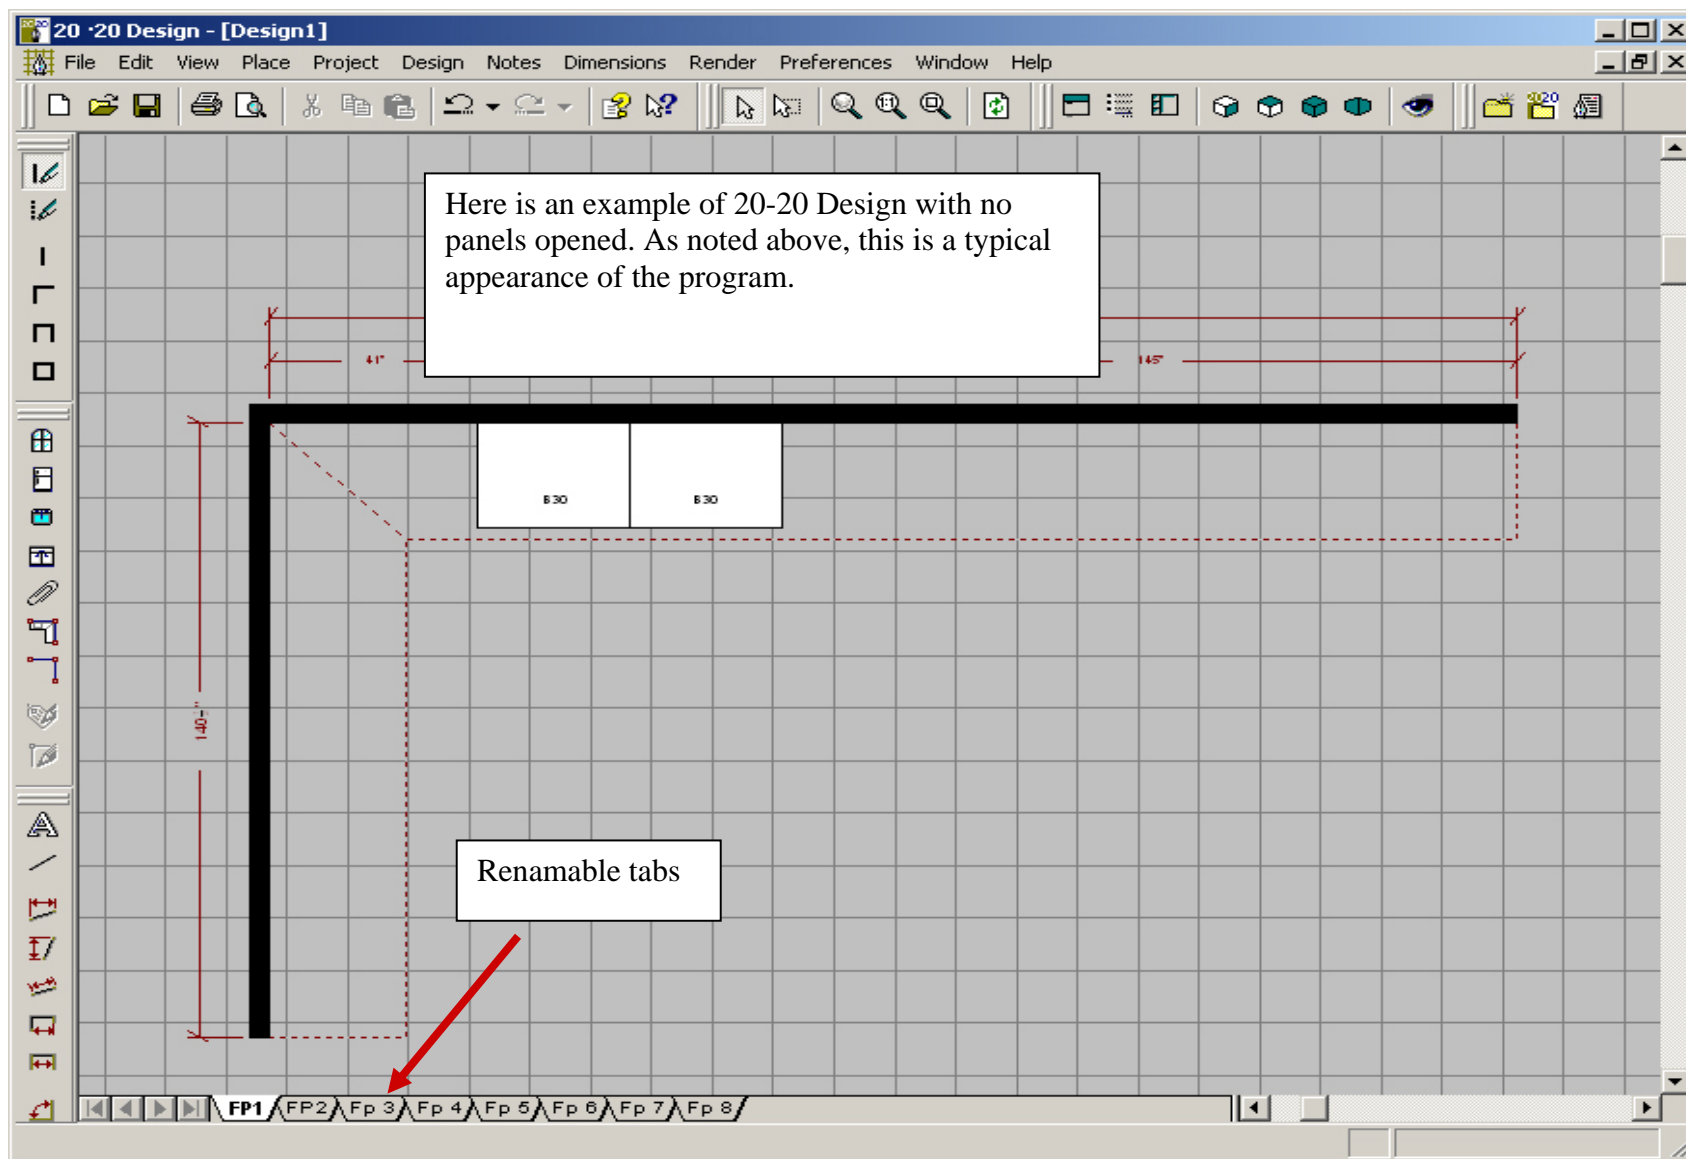 20·20 Design - [Design1]
File Edit View Place Project Design Notes Dimensions Render Preferences Window Help
Here is an example of 20-20 Design with no
panels opened. As noted above, this is a typical
appearance of the program.
41"
145"
B30
B30
Renamable tabs
FP1 FP2 Fp 3 Fp 4 Fp 5 Fp 6 Fp 7 Fp 8